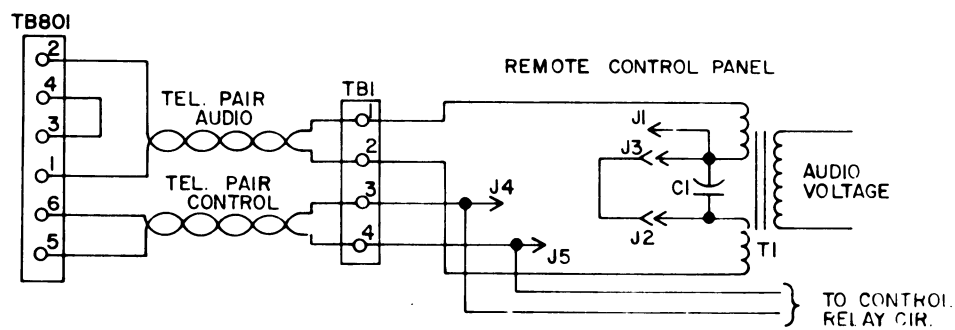 TB801
2
4
3
1
6
5
TEL. PAIR
AUDIO
TEL. PAIR
CONTROL
TB1
1
2
3
4
REMOTE CONTROL PANEL
J1
J3
C1
J2
J4
J5
T1
AUDIO
VOLTAGE
TO CONTROL
RELAY CIR.